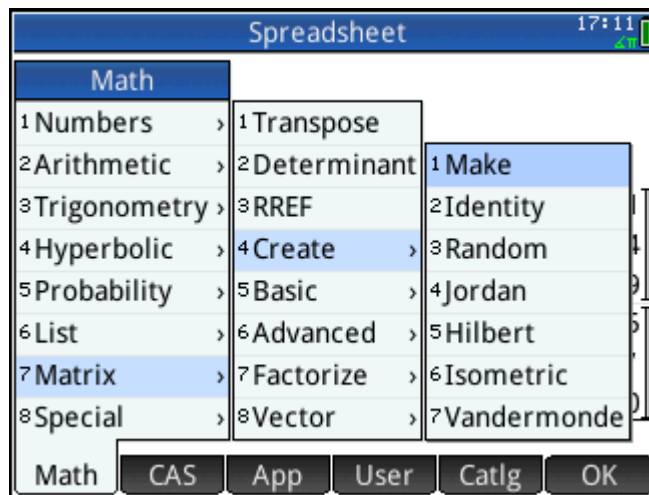 Spreadsheet 17:11
∡π
Math
1 Numbers ›
2 Arithmetic ›
3 Trigonometry ›
4 Hyperbolic ›
5 Probability ›
6 List ›
7 Matrix ›
8 Special ›
1 Transpose
2 Determinant
3 RREF
4 Create ›
5 Basic ›
6 Advanced ›
7 Factorize ›
8 Vector ›
1 Make
2 Identity
3 Random
4 Jordan
5 Hilbert
6 Isometric
7 Vandermonde
Math CAS App User Catlg OK